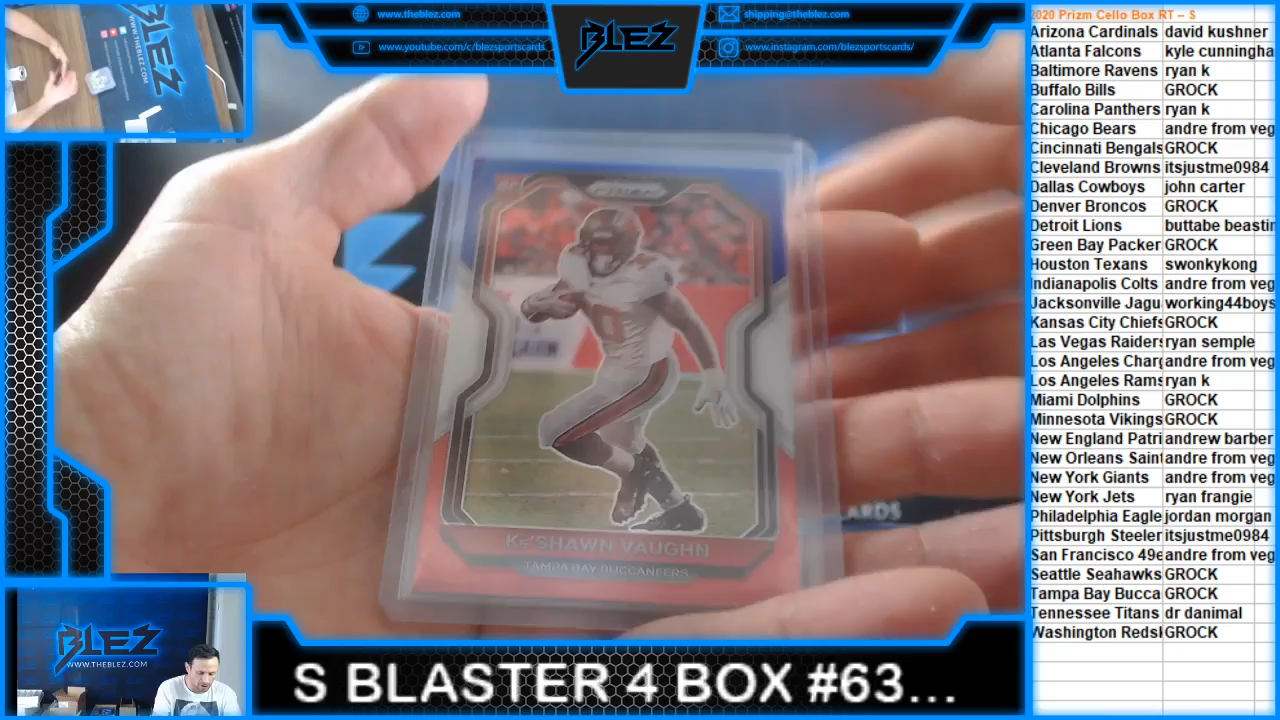 www.theblez.com
www.youtube.com/c/blezsportscards
BLEZ
shipping@theblez.com
www.instagram.com/blezsportscards/
PRIZM
KE'SHAWN VAUGHN
TAMPA BAY BUCCANEERS
BLEZ
WWW.THEBLEZ.COM
S BLASTER 4 BOX #63...
2020 Prizm Cello Box RT – S
Arizona Cardinals david kushner
Atlanta Falcons kyle cunningha
Baltimore Ravens ryan k
Buffalo Bills GROCK
Carolina Panthers ryan k
Chicago Bears andre from veg
Cincinnati Bengals GROCK
Cleveland Browns itsjustme0984
Dallas Cowboys john carter
Denver Broncos GROCK
Detroit Lions buttabe beastin
Green Bay Packer GROCK
Houston Texans swonkykong
Indianapolis Colts andre from veg
Jacksonville Jagu working44boys
Kansas City Chiefs GROCK
Las Vegas Raiders ryan semple
Los Angeles Charg andre from veg
Los Angeles Rams ryan k
Miami Dolphins GROCK
Minnesota Vikings GROCK
New England Patri andrew barber
New Orleans Saint andre from veg
New York Giants andre from veg
New York Jets ryan frangie
Philadelphia Eagle jordan morgan
Pittsburgh Steeler itsjustme0984
San Francisco 49e andre from veg
Seattle Seahawks GROCK
Tampa Bay Bucca GROCK
Tennessee Titans dr danimal
Washington Redsk GROCK